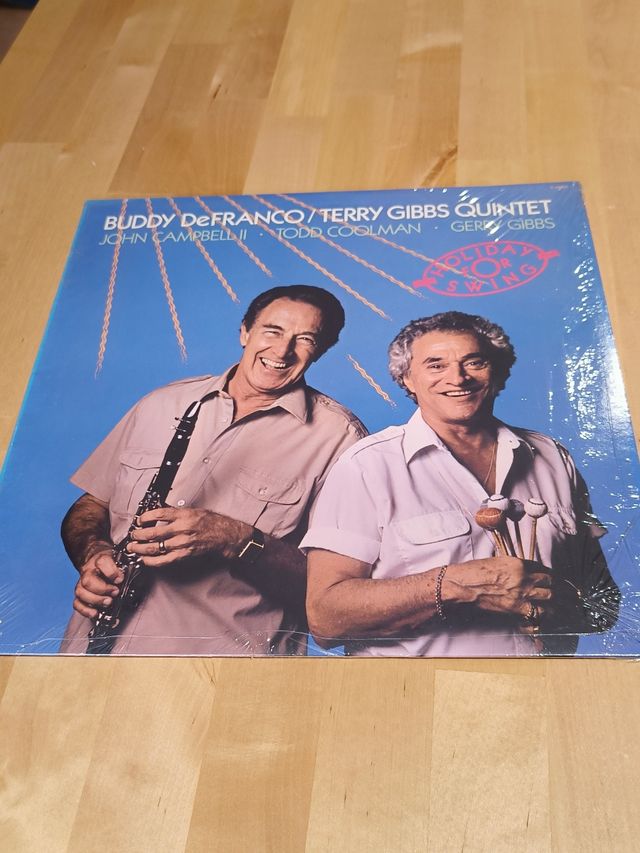 BUDDY DeFRANCO/TERRY GIBBS QUINTET
JOHN CAMPBELL II · TODD COOLMAN · GERRY GIBBS
HOLIDAY
FOR
SWING